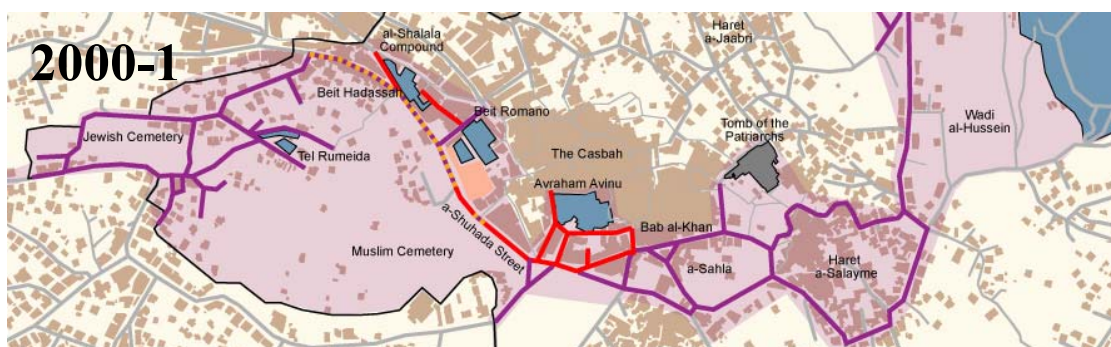 2000-1
al-Shalala
Compound
Haret
a-Jaabri
Beit Hadassah
Beit Romano
Jewish Cemetery
Tel Rumeida
The Casbah
Tomb of the
Patriarchs
Wadi
al-Hussein
Avraham Avinu
a-Shuhada Street
Bab al-Khan
Muslim Cemetery
a-Sahla
Haret
a-Salayme